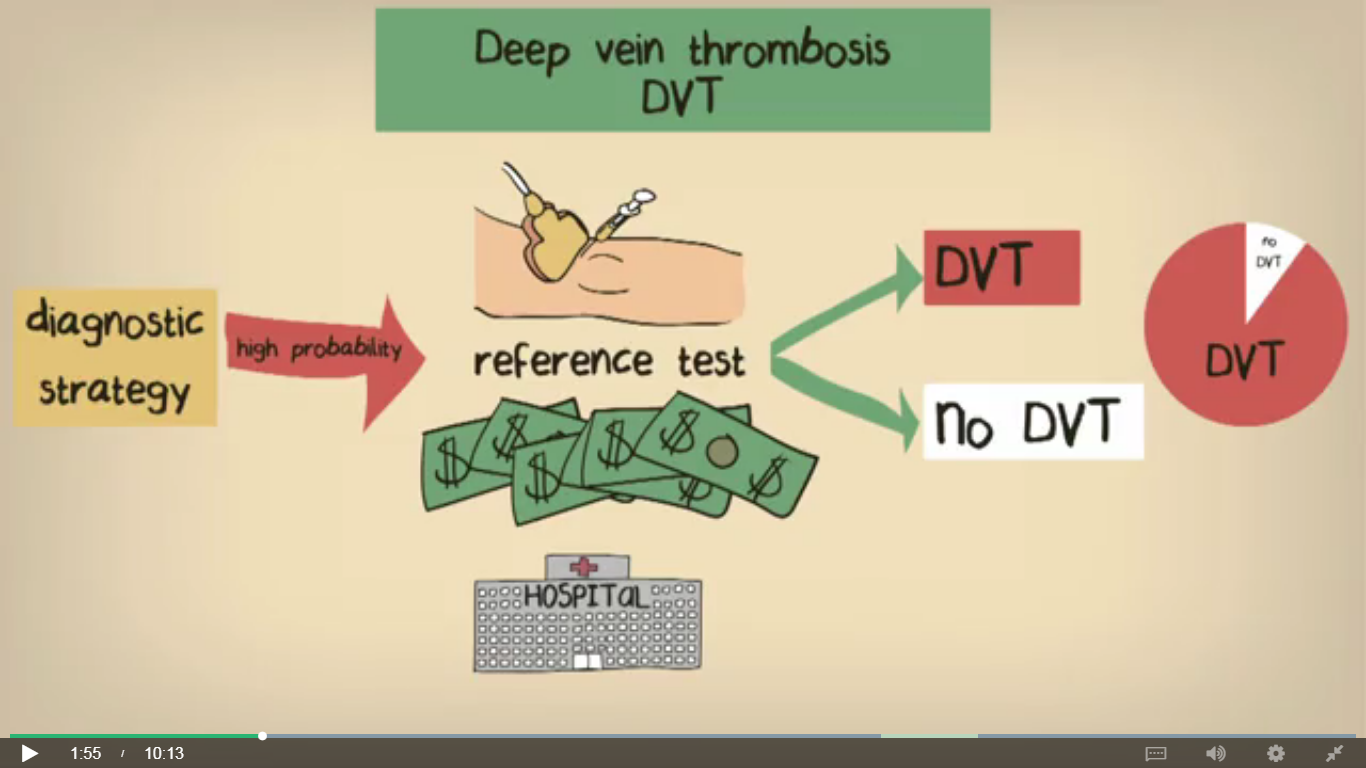 Deep vein thrombosis
DVT
diagnostic
strategy
high probability
reference test
DVT
no DVT
no
DVT
DVT
$ $ $ $ $ $ $
HOSPITaL
1:55 / 10:13